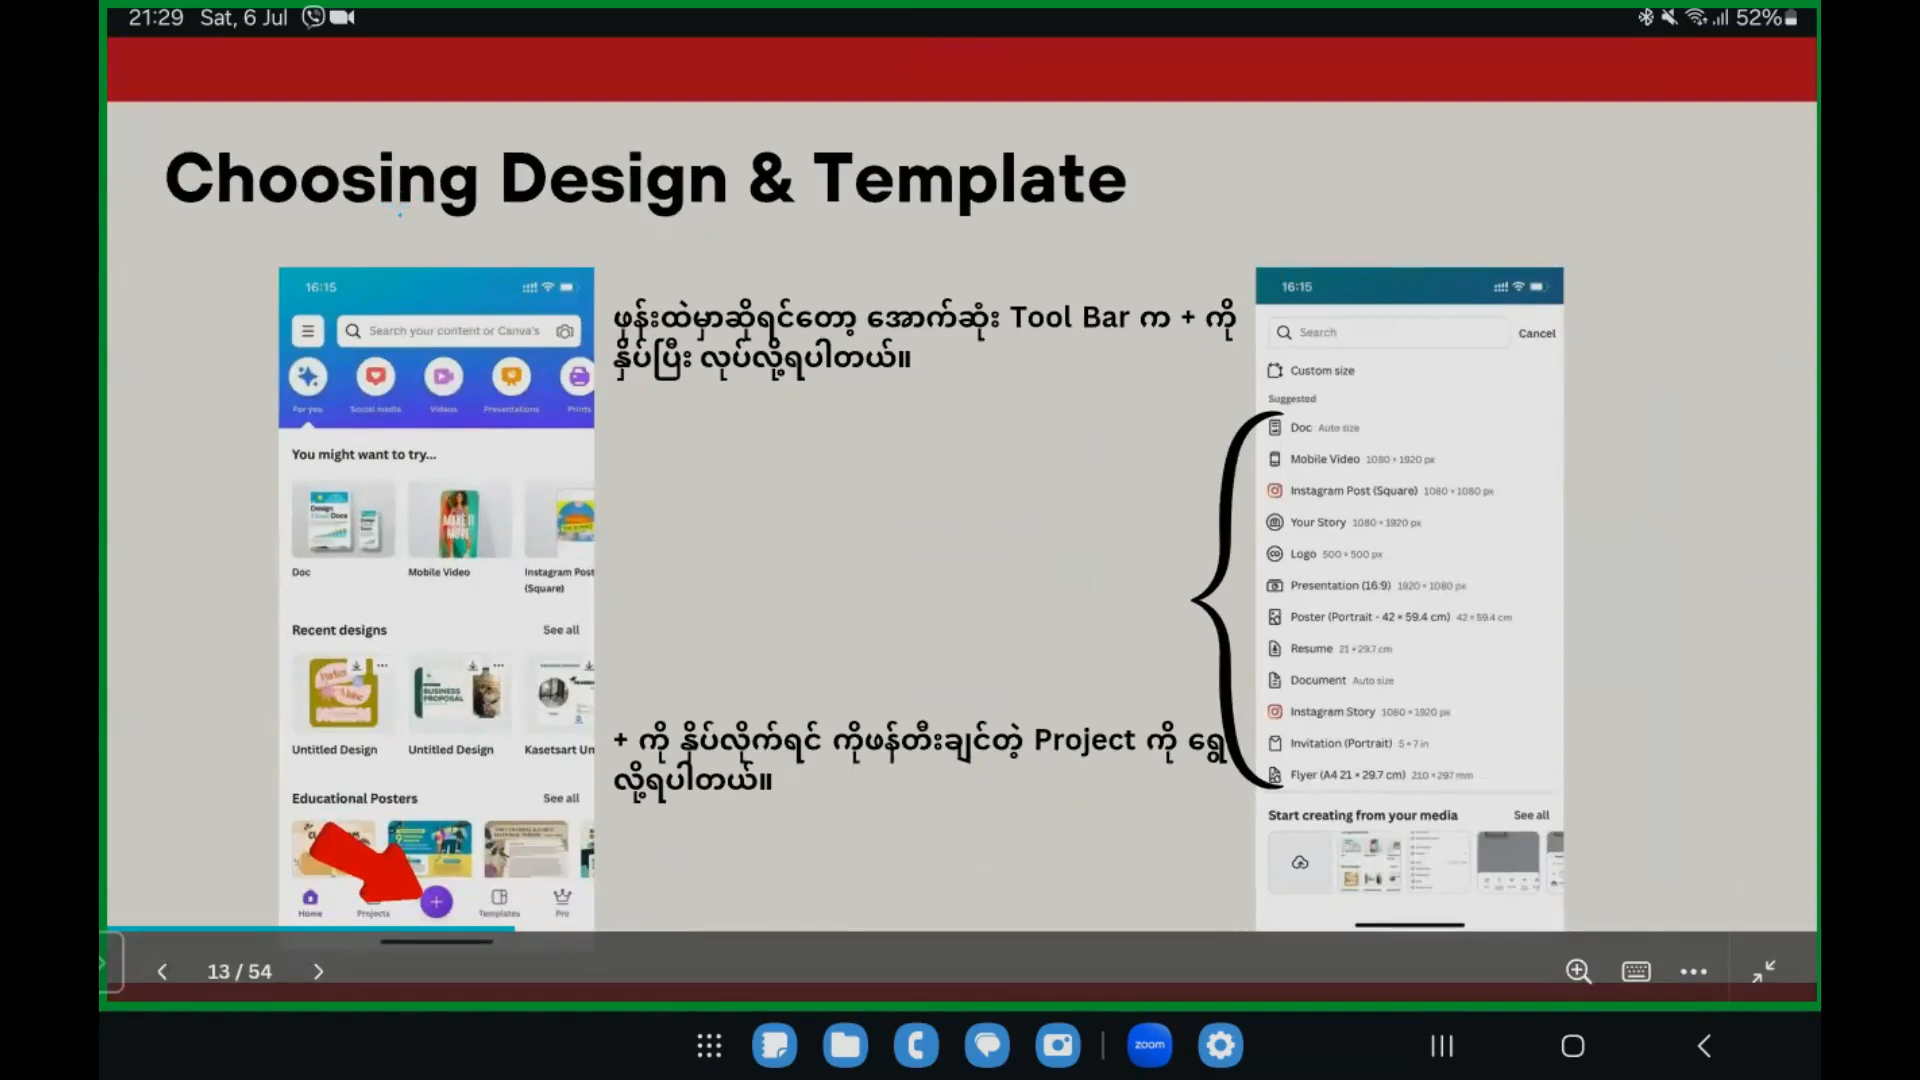 21:29 Sat, 6 Jul
52%
Choosing Design & Template
16:15
Search your content or Canva's
For you
Social media
Videos
Presentations
Prints
You might want to try...
Doc
Mobile Video
Instagram Post
(Square)
Recent designs
See all
BUSINESS
PROPOSAL
Untitled Design
Untitled Design
Kasetsart Un
Educational Posters
See all
Home
Projects
Templates
Pro
ဖုန်းထဲမှာဆိုရင်တော့ အောက်ဆုံး Tool Bar က + ကို
နှိပ်ပြီး လုပ်လို့ရပါတယ်။
+ ကို နှိပ်လိုက်ရင် ကိုဖန်တီးချင်တဲ့ Project ကို ရွေး
လို့ရပါတယ်။
16:15
Search
Cancel
Custom size
Suggested
Doc Auto size
Mobile Video 1080 × 1920 px
Instagram Post (Square) 1080 × 1080 px
Your Story 1080 × 1920 px
Logo 500 × 500 px
Presentation (16:9) 1920 × 1080 px
Poster (Portrait - 42 × 59.4 cm) 42 × 59.4 cm
Resume 21 × 29.7 cm
Document Auto size
Instagram Story 1080 × 1920 px
Invitation (Portrait) 5 × 7 in
Flyer (A4 21 × 29.7 cm) 210 × 297 mm
Start creating from your media
See all
13 / 54
zoom